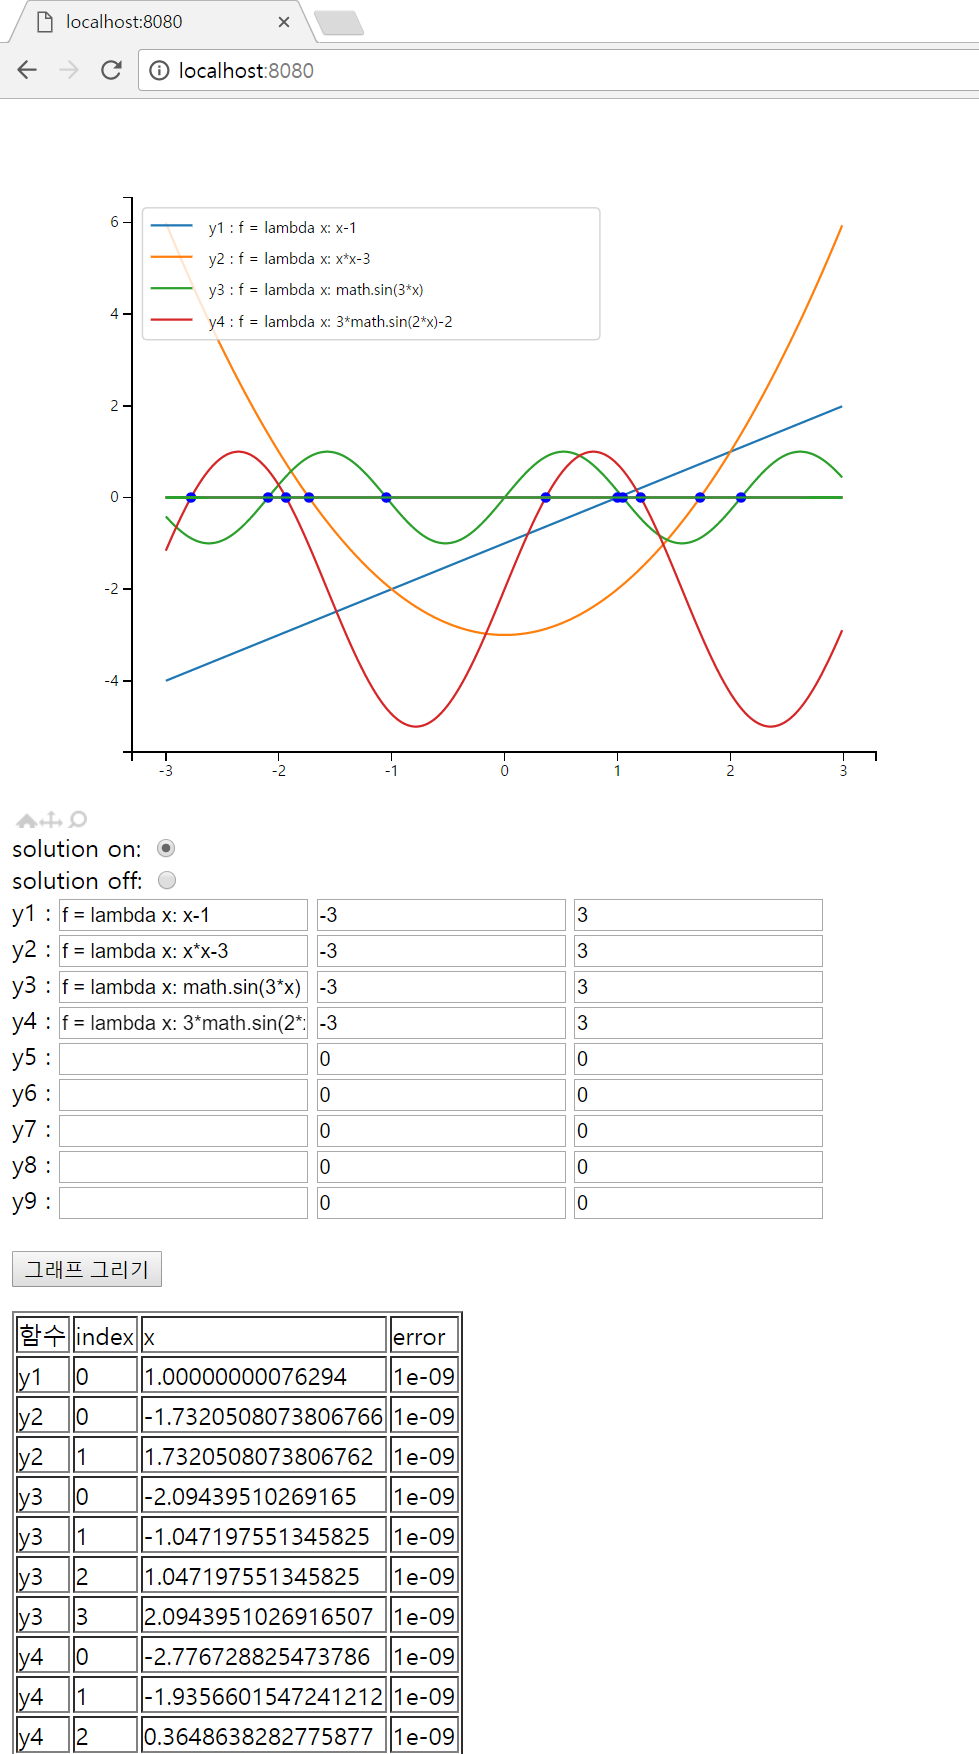 localhost:8080
localhost:8080
6
4
2
0
-2
-4
y1 : f = lambda x: x-1
y2 : f = lambda x: x*x-3
y3 : f = lambda x: math.sin(3*x)
y4 : f = lambda x: 3*math.sin(2*x)-2
-3 -2 -1 0 1 2 3
solution on:
solution off:
y1 : f = lambda x: x-1 -3 3
y2 : f = lambda x: x*x-3 -3 3
y3 : f = lambda x: math.sin(3*x) -3 3
y4 : f = lambda x: 3*math.sin(2*: -3 3
y5 : 0 0
y6 : 0 0
y7 : 0 0
y8 : 0 0
y9 : 0 0
그래프 그리기
함수 index x error
y1 0 1.00000000076294 1e-09
y2 0 -1.7320508073806766 1e-09
y2 1 1.7320508073806762 1e-09
y3 0 -2.09439510269165 1e-09
y3 1 -1.047197551345825 1e-09
y3 2 1.047197551345825 1e-09
y3 3 2.0943951026916507 1e-09
y4 0 -2.776728825473786 1e-09
y4 1 -1.9356601547241212 1e-09
y4 2 0.3648638282775877 1e-09